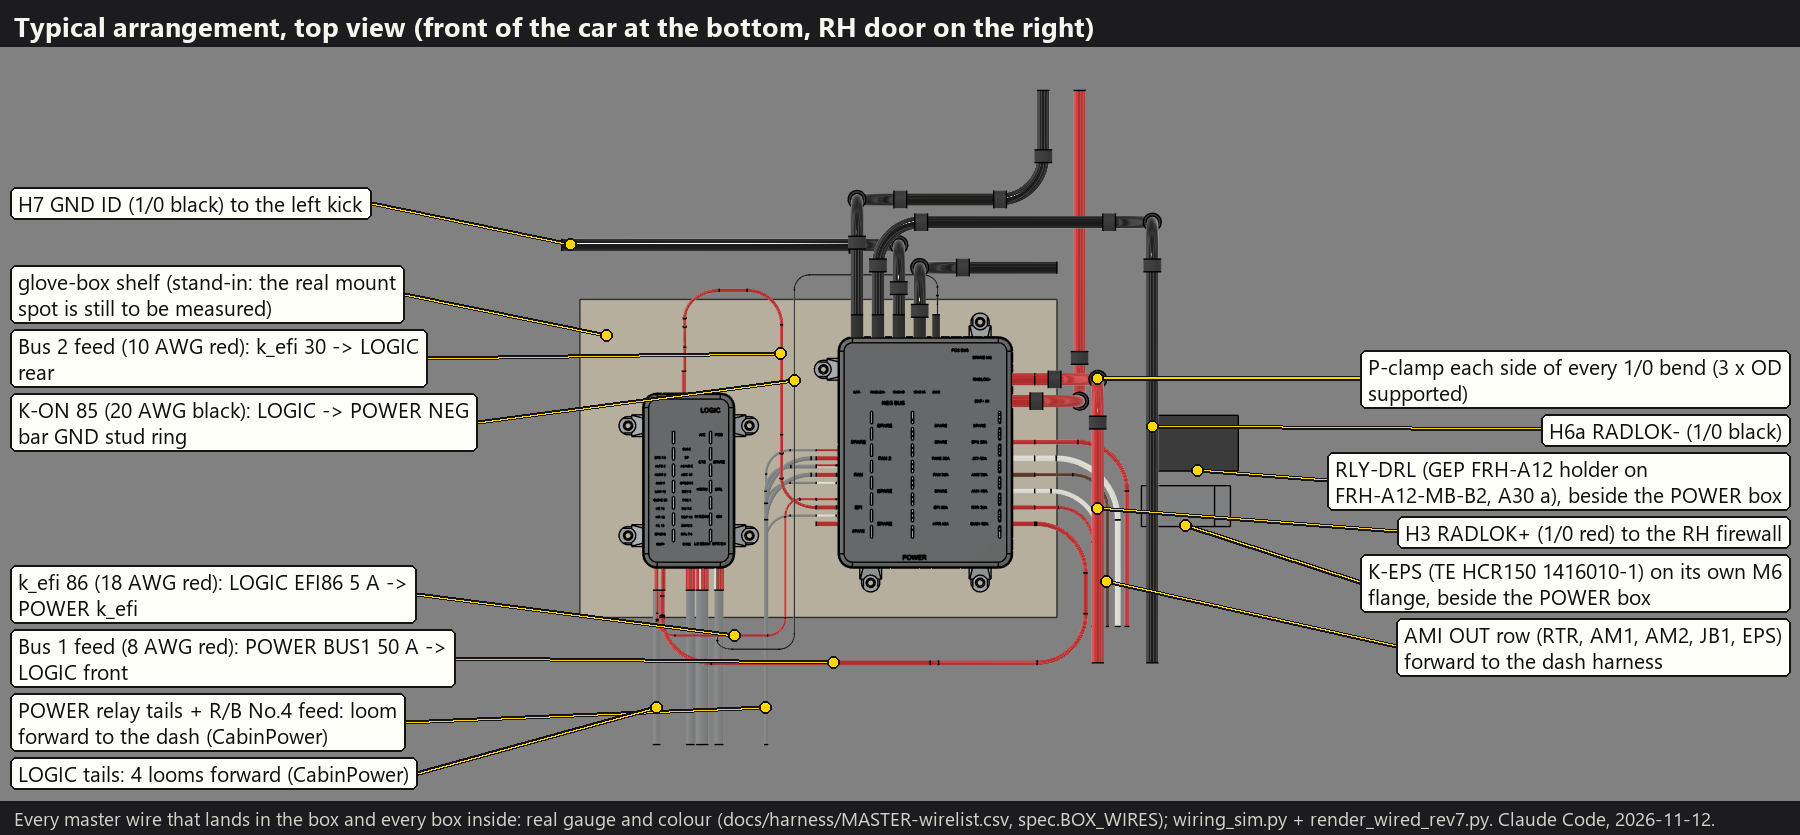 Typical arrangement, top view (front of the car at the bottom, RH door on the right)
H7 GND ID (1/0 black) to the left kick
glove-box shelf (stand-in: the real mount
spot is still to be measured)
Bus 2 feed (10 AWG red): k_efi 30 -> LOGIC
rear
K-ON 85 (20 AWG black): LOGIC -> POWER NEG
bar GND stud ring
k_efi 86 (18 AWG red): LOGIC EFI86 5 A ->
POWER k_efi
Bus 1 feed (8 AWG red): POWER BUS1 50 A ->
LOGIC front
POWER relay tails + R/B No.4 feed: loom
forward to the dash (CabinPower)
LOGIC tails: 4 looms forward (CabinPower)
LOGIC
NEG BUS
SPARE
SPARE
FAN 2
FAN
SPARE
EFI
SPARE
POWER
P-clamp each side of every 1/0 bend (3 x OD
supported)
H6a RADLOK- (1/0 black)
RLY-DRL (GEP FRH-A12 holder on
FRH-A12-MB-B2, A30 a), beside the POWER box
H3 RADLOK+ (1/0 red) to the RH firewall
K-EPS (TE HCR150 1416010-1) on its own M6
flange, beside the POWER box
AMI OUT row (RTR, AM1, AM2, JB1, EPS)
forward to the dash harness
Every master wire that lands in the box and every box inside: real gauge and colour (docs/harness/MASTER-wirelist.csv, spec.BOX_WIRES); wiring_sim.py + render_wired_rev7.py. Claude Code, 2026-11-12.